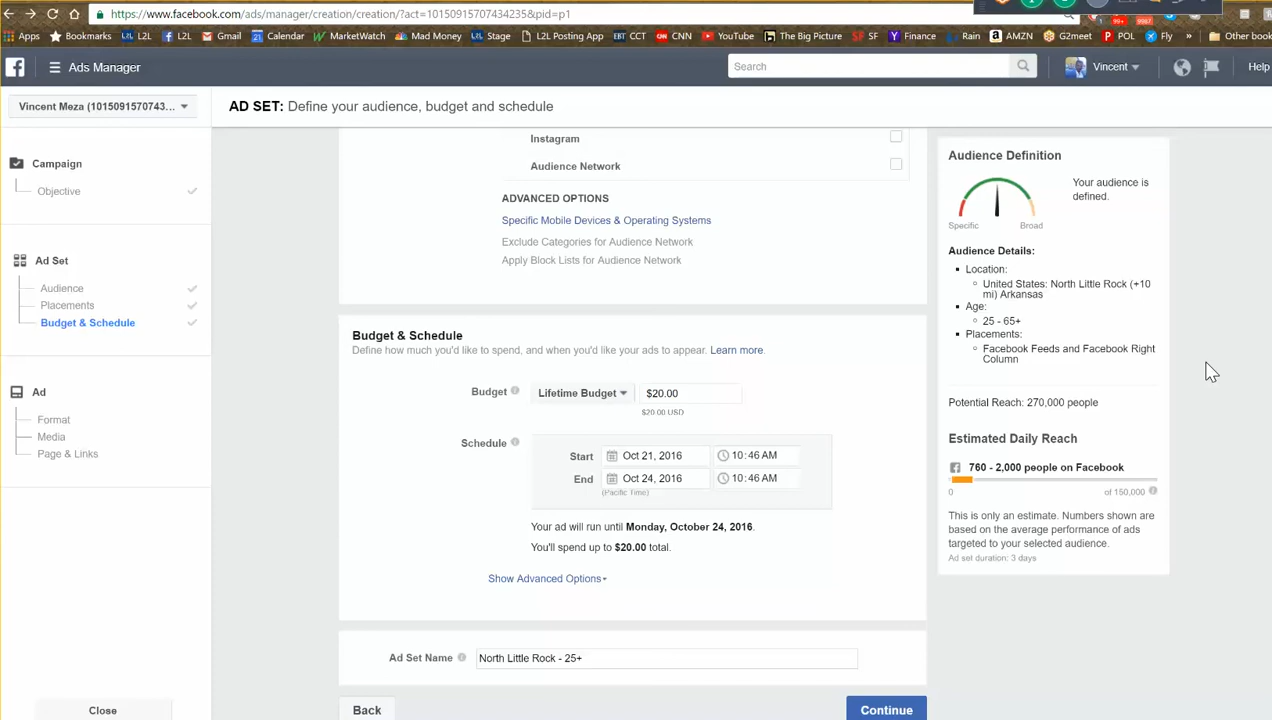 https://www.facebook.com/ads/manager/creation/creation/?act=10150915707434235&pid=p1
99+
9967
Apps Bookmarks L2L L2L L2L Gmail Calendar MarketWatch Mad Money L2L Stage L2L Posting App EBT CCT CNN YouTube The Big Picture SF SF Finance Rain AMZN G2meet POL Fly » Other book
Ads Manager
Search
Vincent
Help
Vincent Meza (1015091570743...
AD SET: Define your audience, budget and schedule
Campaign
Objective
Ad Set
Audience
Placements
Budget & Schedule
Ad
Format
Media
Page & Links
Close
Instagram
Audience Network
ADVANCED OPTIONS
Specific Mobile Devices & Operating Systems
Exclude Categories for Audience Network
Apply Block Lists for Audience Network
Budget & Schedule
Define how much you'd like to spend, and when you'd like your ads to appear. Learn more.
Budget Lifetime Budget $20.00
$20.00 USD
Schedule
Start Oct 21, 2016 10:46 AM
End Oct 24, 2016 10:46 AM
(Pacific Time)
Your ad will run until Monday, October 24, 2016.
You'll spend up to $20.00 total.
Show Advanced Options
Ad Set Name North Little Rock - 25+
Back
Continue
Audience Definition
Your audience is
defined.
Specific Broad
Audience Details:
Location:
United States: North Little Rock (+10
mi) Arkansas
Age:
25 - 65+
Placements:
Facebook Feeds and Facebook Right
Column
Potential Reach: 270,000 people
Estimated Daily Reach
760 - 2,000 people on Facebook
0 of 150,000
This is only an estimate. Numbers shown are
based on the average performance of ads
targeted to your selected audience.
Ad set duration: 3 days